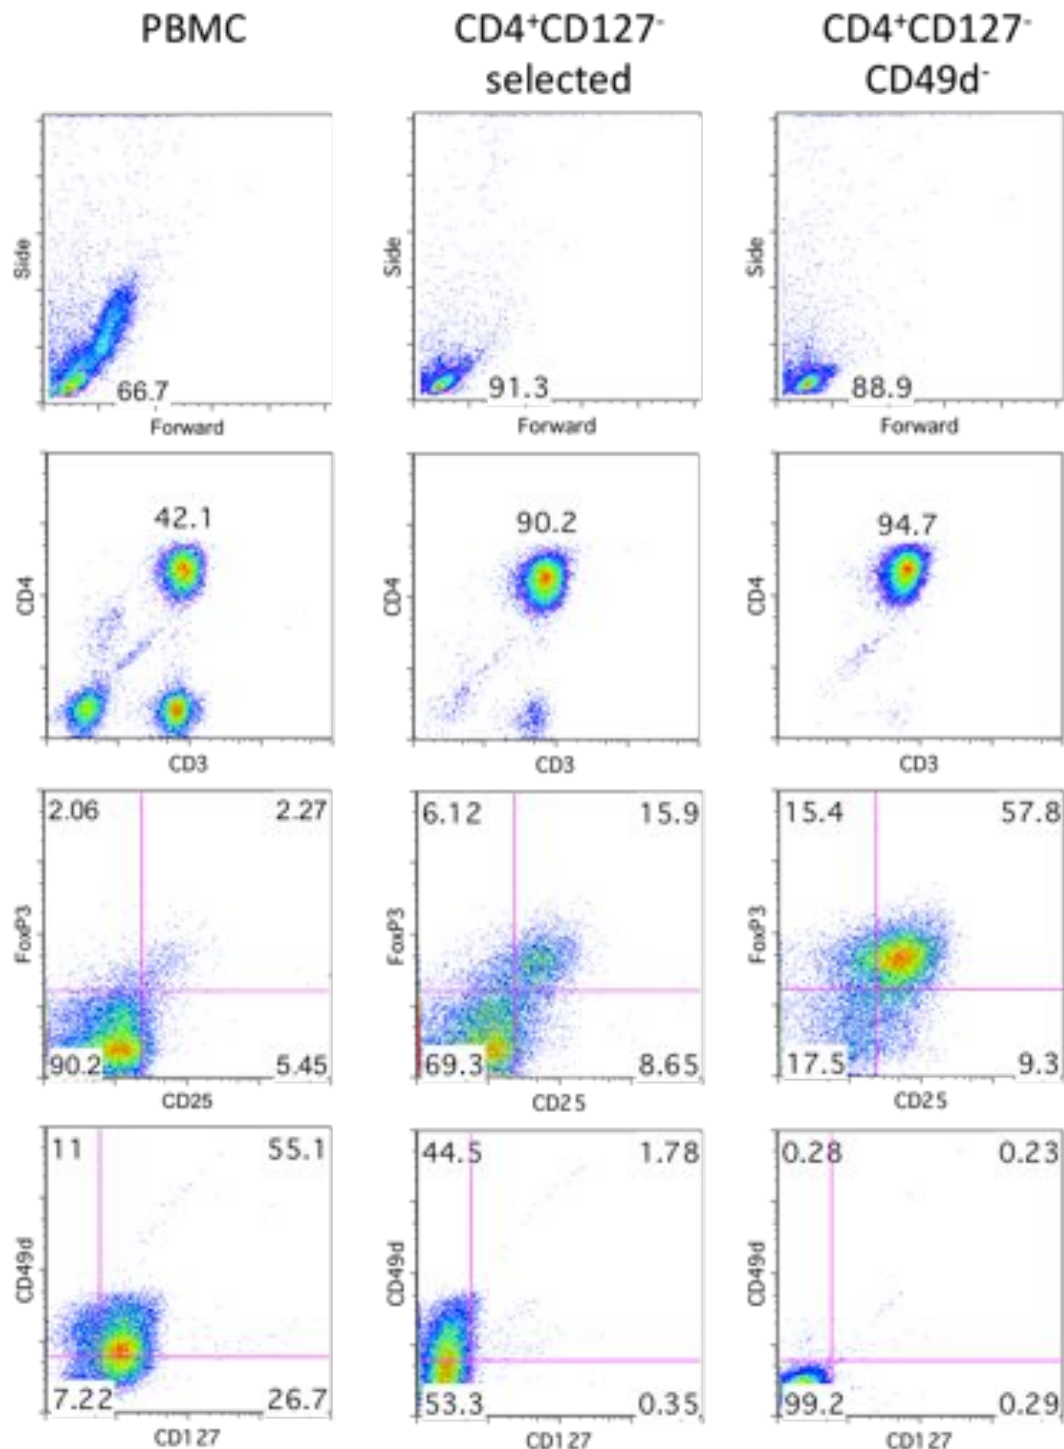 PBMC
CD4⁺CD127⁻
selected
CD4⁺CD127⁻
CD49d⁻
Side
66.7
Forward
Side
91.3
Forward
Side
88.9
Forward
CD4
42.1
CD3
CD4
90.2
CD3
CD4
94.7
CD3
FoxP3
2.06
2.27
90.2
5.45
CD25
FoxP3
6.12
15.9
69.3
8.65
CD25
FoxP3
15.4
57.8
17.5
9.3
CD25
CD49d
11
55.1
7.22
26.7
CD127
CD49d
44.5
1.78
53.3
0.35
CD127
CD49d
0.28
0.23
99.2
0.29
CD127